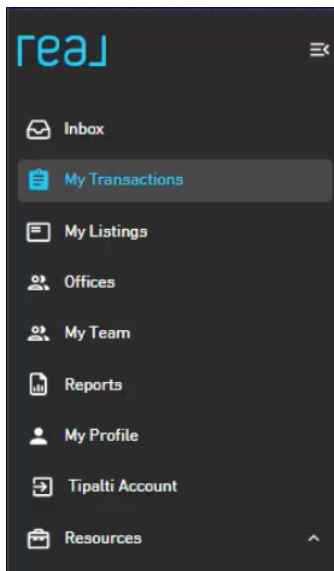 real
Inbox
My Transactions
My Listings
Offices
My Team
Reports
My Profile
Tipalti Account
Resources